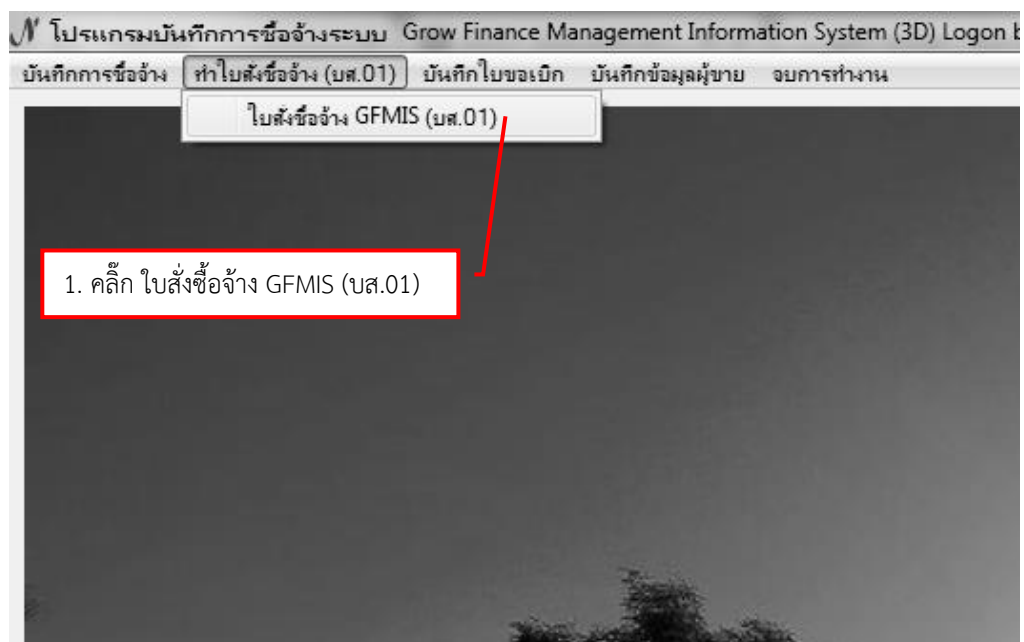 โปรแกรมบันทึกการซื้อจ้างระบบ Grow Finance Management Information System (3D) Logon
บันทึกการซื้อจ้าง ทำใบสั่งซื้อจ้าง (บส.01) บันทึกใบขอเบิก บันทึกข้อมูลผู้ขาย จบการทำงาน
ใบสั่งซื้อจ้าง GFMIS (บส.01)
1. คลิ๊ก ใบสั่งซื้อจ้าง GFMIS (บส.01)